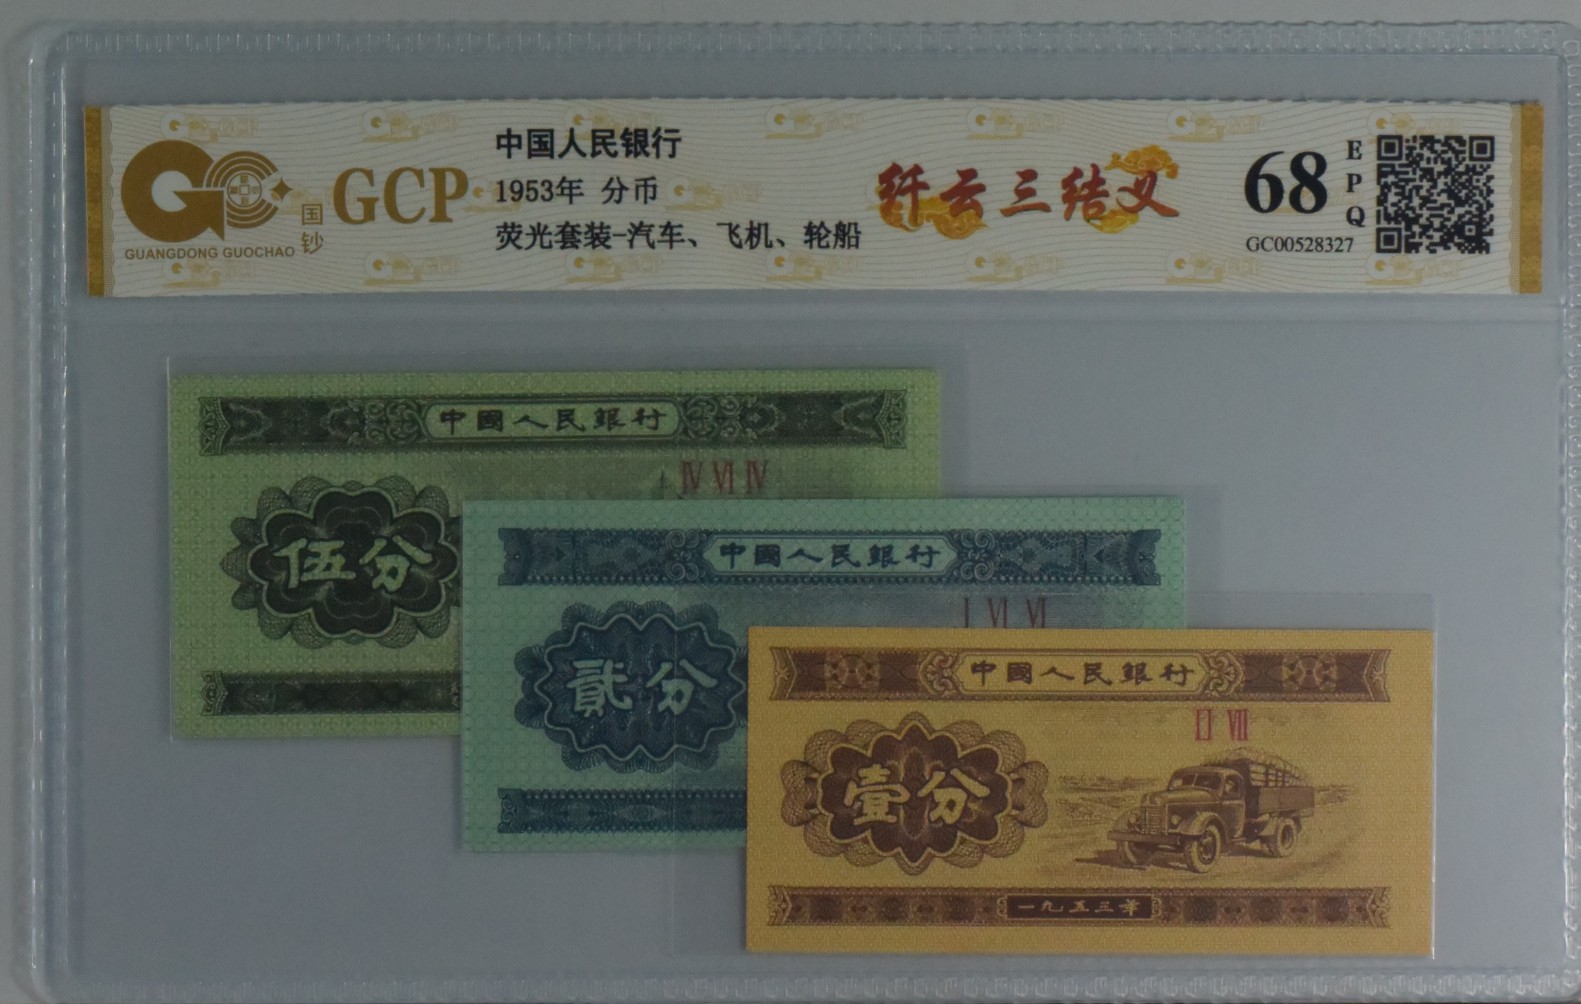 GCP
国钞
GUANGDONG GUOCHAO
中国人民银行
1953年 分币
荧光套装-汽车、飞机、轮船
纤云三结义
68
EPQ
GC00528327
中國人民銀行
Ⅳ Ⅵ Ⅳ
伍分
中國人民銀行
Ⅰ Ⅵ Ⅵ
貳分
中國人民銀行
Ⅶ
壹分
一九五三年